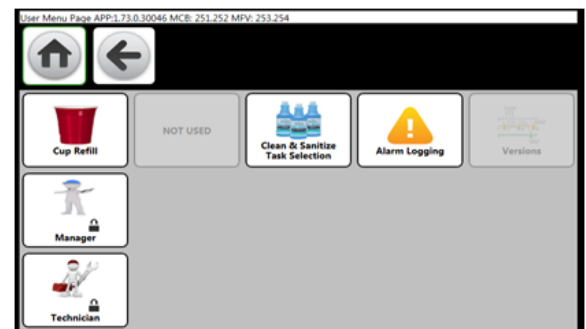 User Menu Page APP:1.73.0.30046 MCB: 251.252 MFV: 253.254
Cup Refill
NOT USED
Clean & Sanitize
Task Selection
Alarm Logging
Versions
Manager
Technician